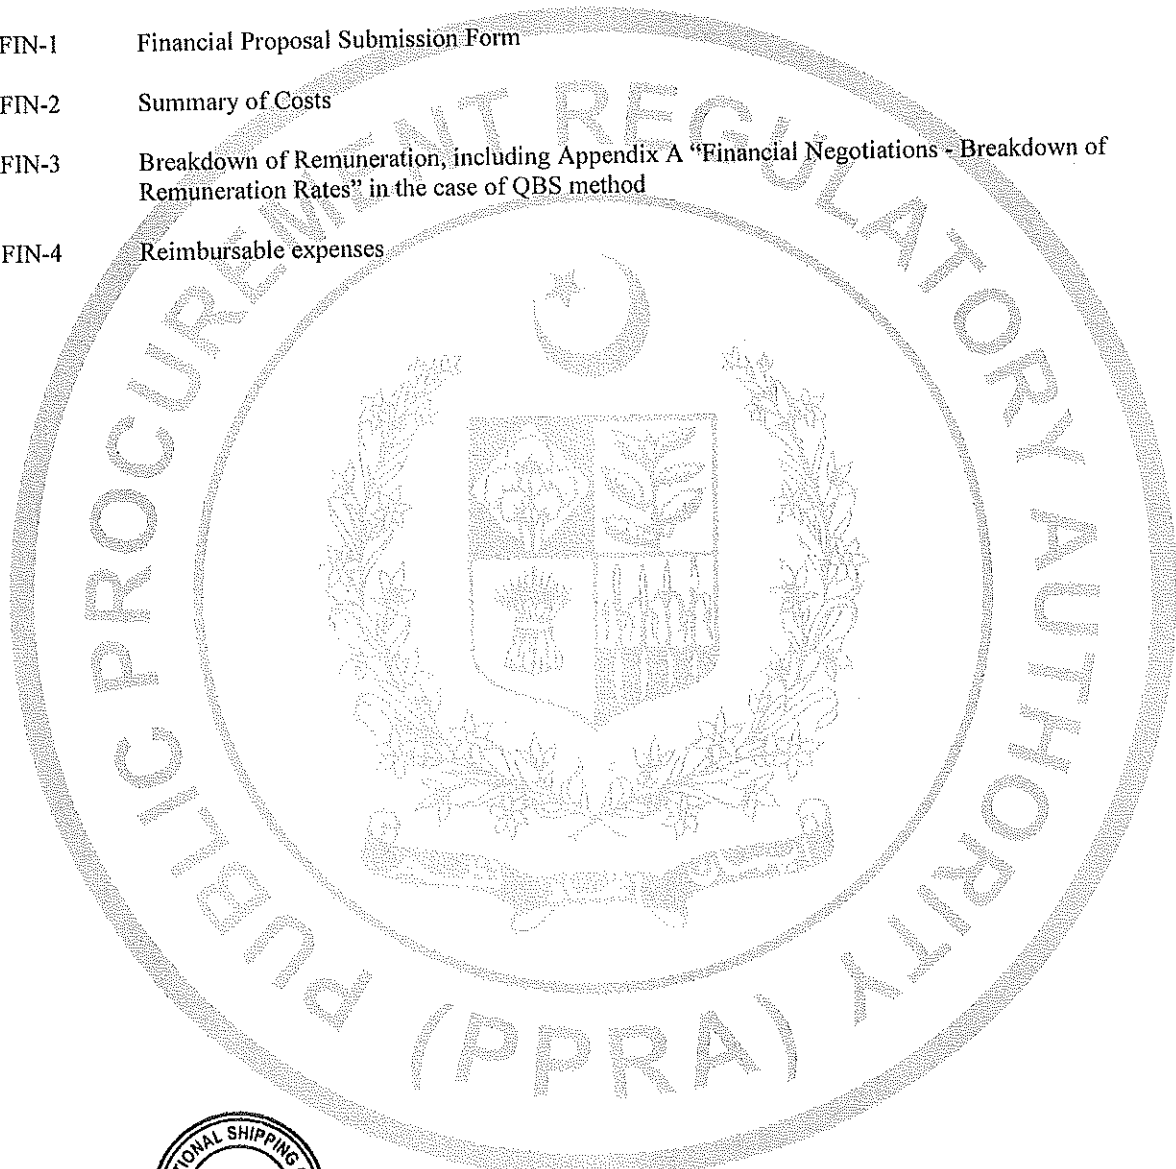 FIN-1 Financial Proposal Submission Form
FIN-2 Summary of Costs
FIN-3 Breakdown of Remuneration, including Appendix A “Financial Negotiations - Breakdown of
Remuneration Rates” in the case of QBS method
FIN-4 Reimbursable expenses
PUBLIC PROCUREMENT REGULATORY AUTHORITY
(PPRA)
SHIPPING